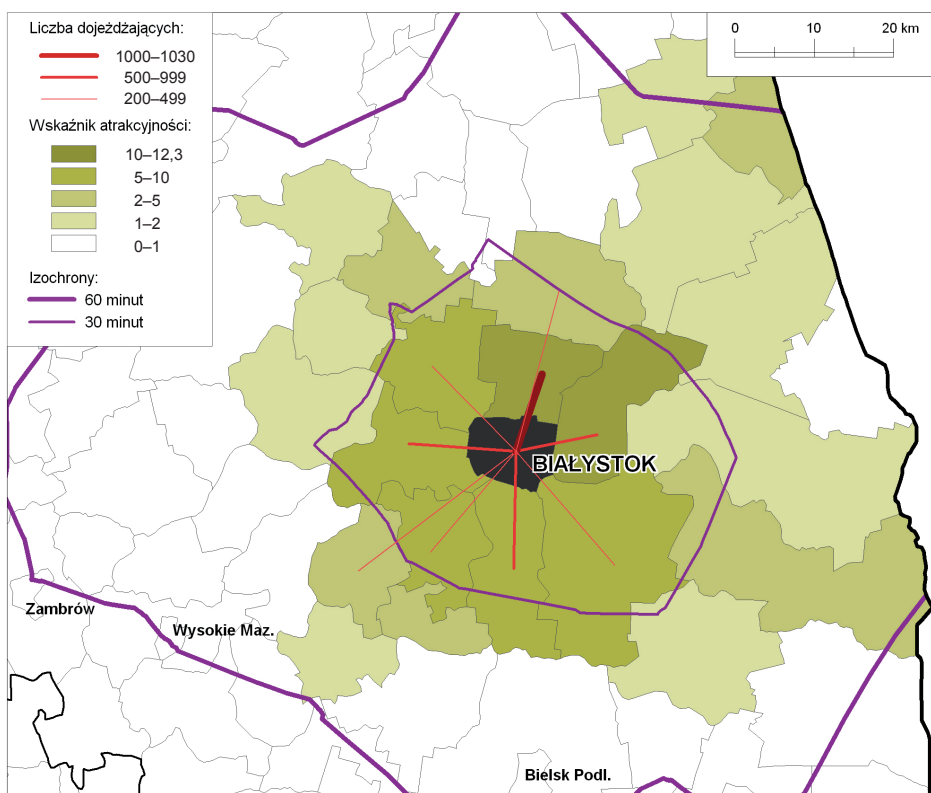 Liczba dojeżdżających:
1000–1030
500–999
200–499
Wskaźnik atrakcyjności:
10–12,3
5–10
2–5
1–2
0–1
Izochrony:
60 minut
30 minut
0 10 20 km
BIAŁYSTOK
Zambrów
Wysokie Maz.
Bielsk Podl.